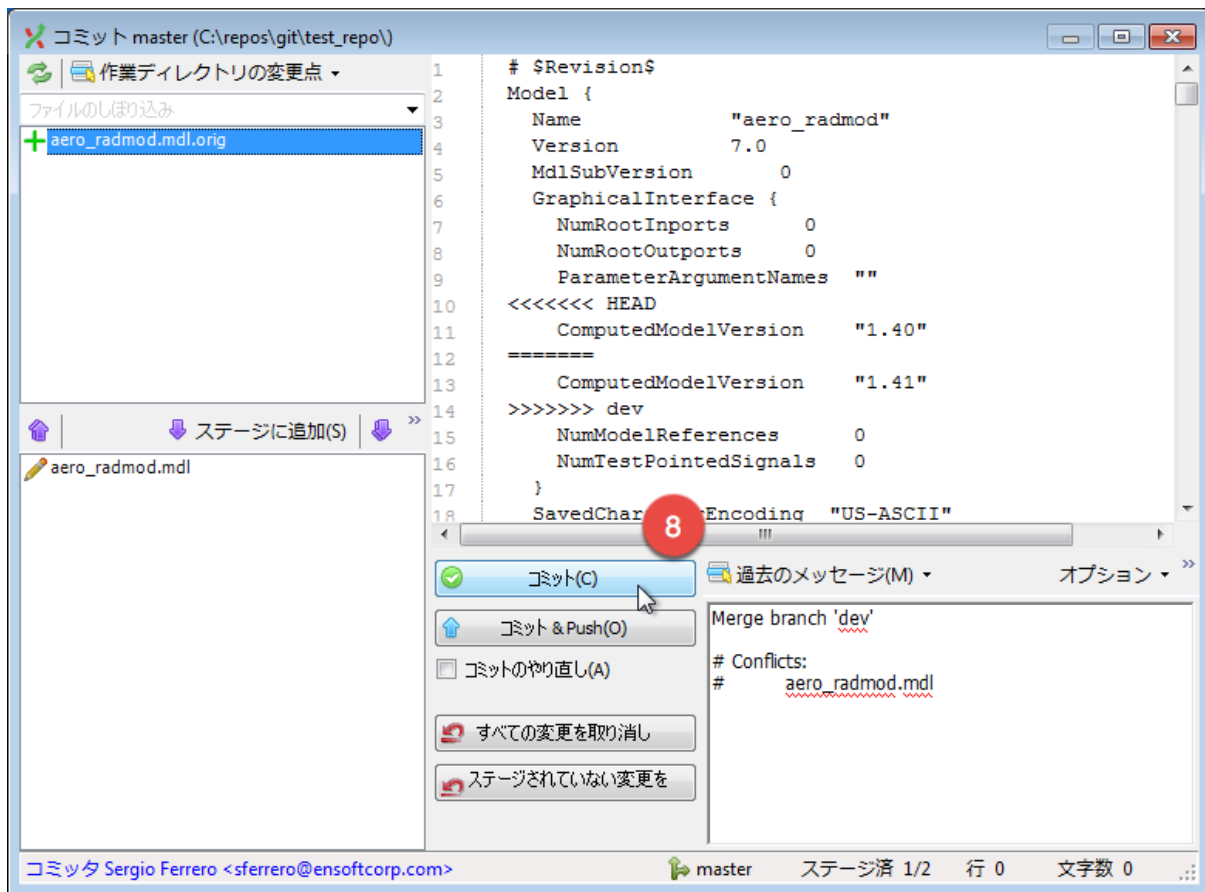 コミット master (C:\repos\git\test_repo\)
作業ディレクトリの変更点
ファイルのしぼり込み
aero_radmod.mdl.orig
ステージに追加(S)
aero_radmod.mdl
1 # $Revision$
2 Model {
3 Name "aero_radmod"
4 Version 7.0
5 MdlSubVersion 0
6 GraphicalInterface {
7 NumRootInports 0
8 NumRootOutports 0
9 ParameterArgumentNames ""
10 <<<<<<< HEAD
11 ComputedModelVersion "1.40"
12 =======
13 ComputedModelVersion "1.41"
14 >>>>>>> dev
15 NumModelReferences 0
16 NumTestPointedSignals 0
17 }
18 SavedCharacterEncoding "US-ASCII"
8
コミット(C)
コミット & Push(O)
コミットのやり直し(A)
すべての変更を取り消し
ステージされていない変更を
過去のメッセージ(M) オプション
Merge branch 'dev'
# Conflicts:
# aero_radmod.mdl
コミッタ Sergio Ferrero <sferrero@ensoftcorp.com> master ステージ済 1/2 行 0 文字数 0